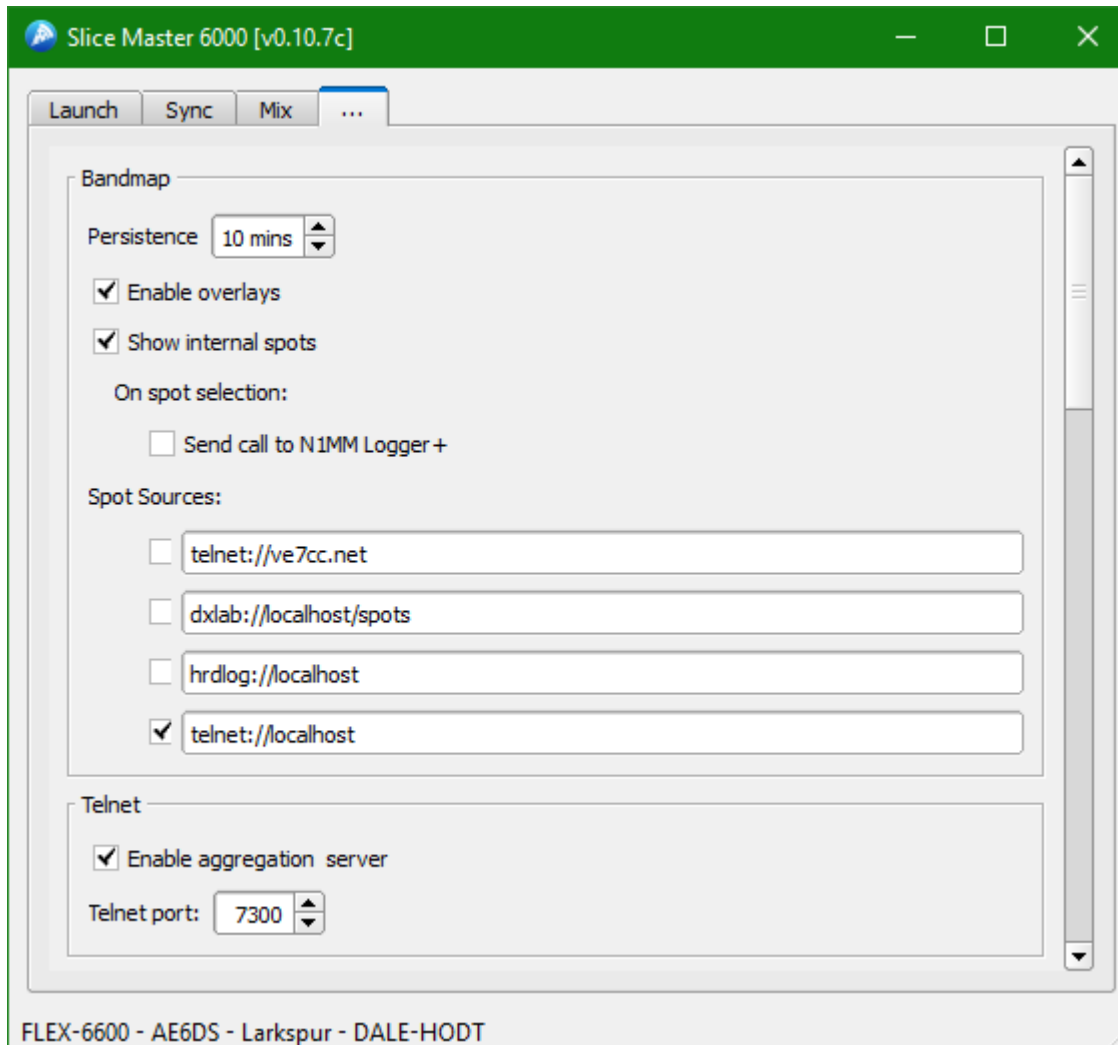 Slice Master 6000 [v0.10.7c]
Launch Sync Mix ...
Bandmap
Persistence 10 mins
Enable overlays
Show internal spots
On spot selection:
Send call to N1MM Logger+
Spot Sources:
telnet://ve7cc.net
dxlab://localhost/spots
hrdlog://localhost
telnet://localhost
Telnet
Enable aggregation server
Telnet port: 7300
FLEX-6600 - AE6DS - Larkspur - DALE-HODT